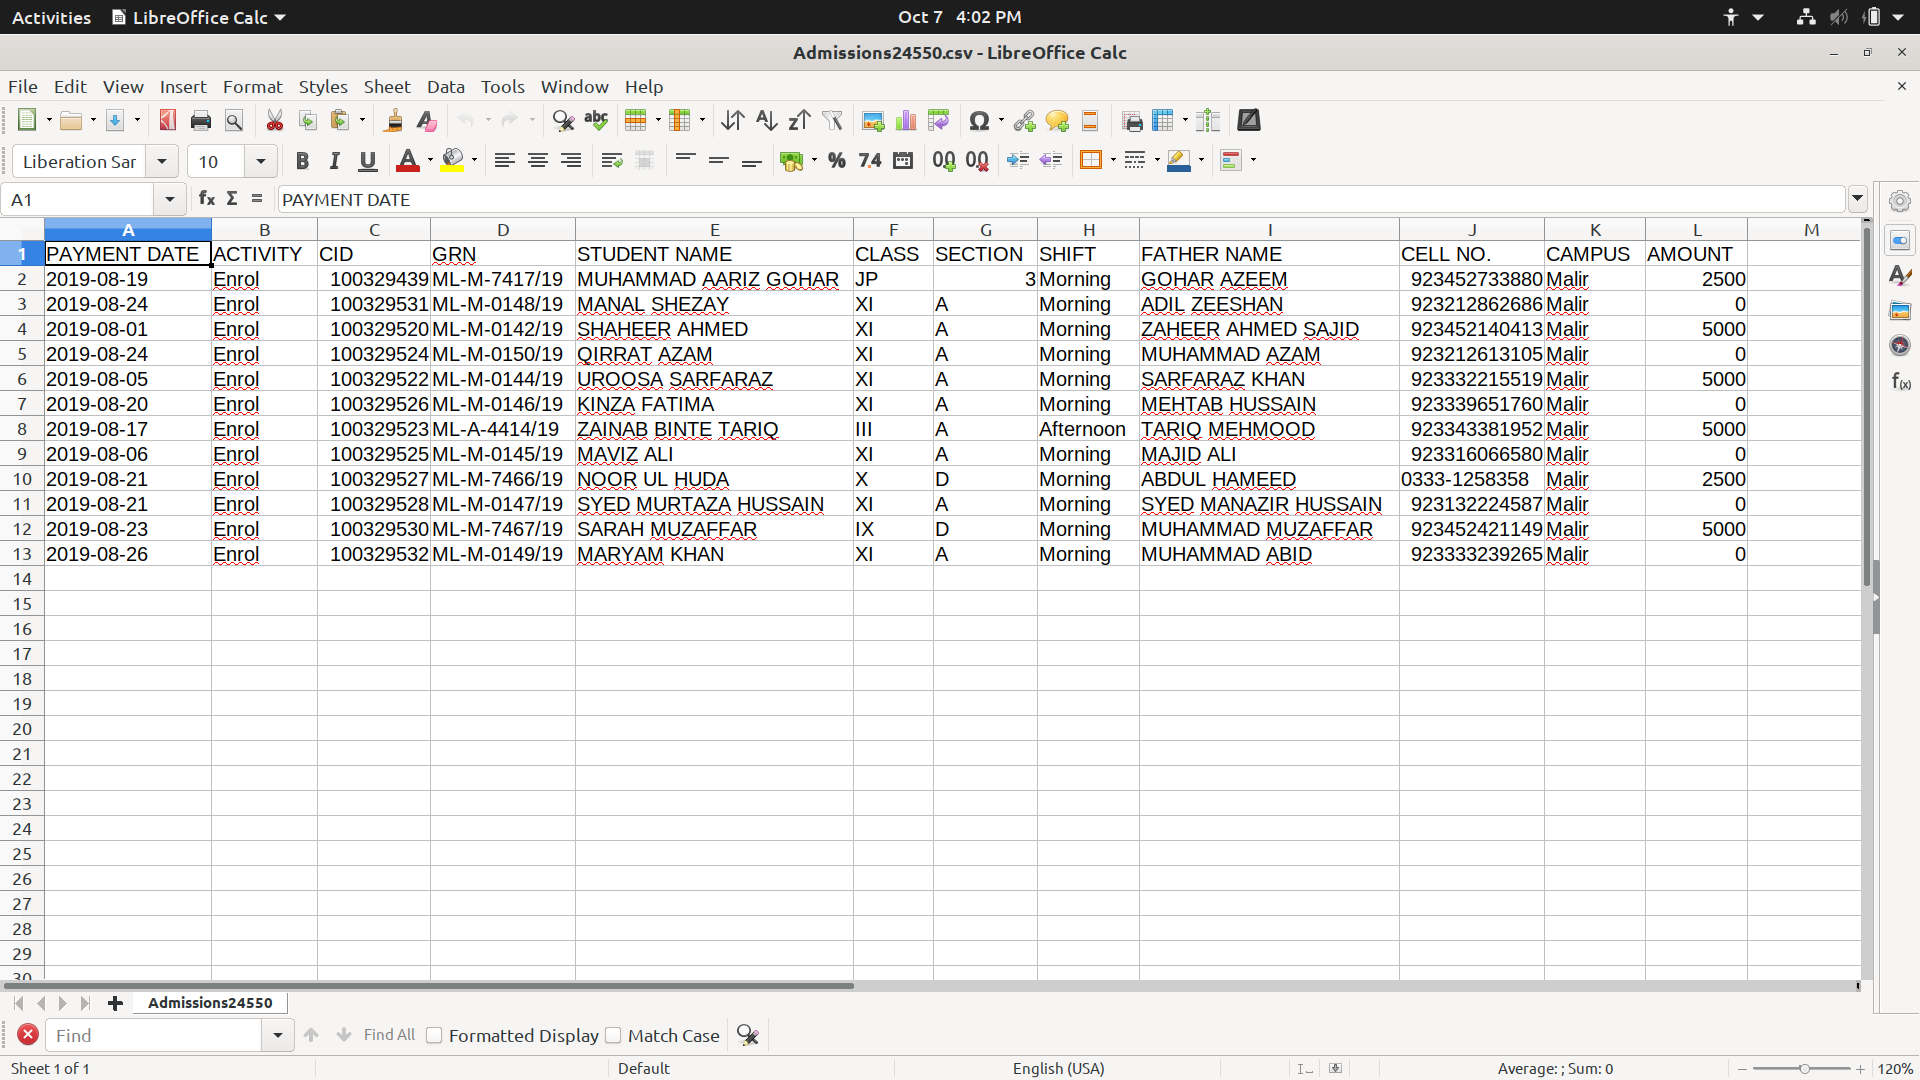 Activities LibreOffice Calc Oct 7 4:02 PM
Admissions24550.csv - LibreOffice Calc
File Edit View Insert Format Styles Sheet Data Tools Window Help
Liberation Sar 10
A1 PAYMENT DATE
A B C D E F G H I J K L M
1 PAYMENT DATE ACTIVITY CID GRN STUDENT NAME CLASS SECTION SHIFT FATHER NAME CELL NO. CAMPUS AMOUNT
2 2019-08-19 Enrol 100329439 ML-M-7417/19 MUHAMMAD AARIZ GOHAR JP 3 Morning GOHAR AZEEM 923452733880 Malir 2500
3 2019-08-24 Enrol 100329531 ML-M-0148/19 MANAL SHEZAY XI A Morning ADIL ZEESHAN 923212862686 Malir 0
4 2019-08-01 Enrol 100329520 ML-M-0142/19 SHAHEER AHMED XI A Morning ZAHEER AHMED SAJID 923452140413 Malir 5000
5 2019-08-24 Enrol 100329524 ML-M-0150/19 QIRRAT AZAM XI A Morning MUHAMMAD AZAM 923212613105 Malir 0
6 2019-08-05 Enrol 100329522 ML-M-0144/19 UROOSA SARFARAZ XI A Morning SARFARAZ KHAN 923332215519 Malir 5000
7 2019-08-20 Enrol 100329526 ML-M-0146/19 KINZA FATIMA XI A Morning MEHTAB HUSSAIN 923339651760 Malir 0
8 2019-08-17 Enrol 100329523 ML-A-4414/19 ZAINAB BINTE TARIQ III A Afternoon TARIQ MEHMOOD 923343381952 Malir 5000
9 2019-08-06 Enrol 100329525 ML-M-0145/19 MAVIZ ALI XI A Morning MAJID ALI 923316066580 Malir 0
10 2019-08-21 Enrol 100329527 ML-M-7466/19 NOOR UL HUDA X D Morning ABDUL HAMEED 0333-1258358 Malir 2500
11 2019-08-21 Enrol 100329528 ML-M-0147/19 SYED MURTAZA HUSSAIN XI A Morning SYED MANAZIR HUSSAIN 923132224587 Malir 0
12 2019-08-23 Enrol 100329530 ML-M-7467/19 SARAH MUZAFFAR IX D Morning MUHAMMAD MUZAFFAR 923452421149 Malir 5000
13 2019-08-26 Enrol 100329532 ML-M-0149/19 MARYAM KHAN XI A Morning MUHAMMAD ABID 923333239265 Malir 0
14
15
16
17
18
19
20
21
22
23
24
25
26
27
28
29
30
Admissions24550
Find Find All Formatted Display Match Case
Sheet 1 of 1 Default English (USA) Average: ; Sum: 0 120%